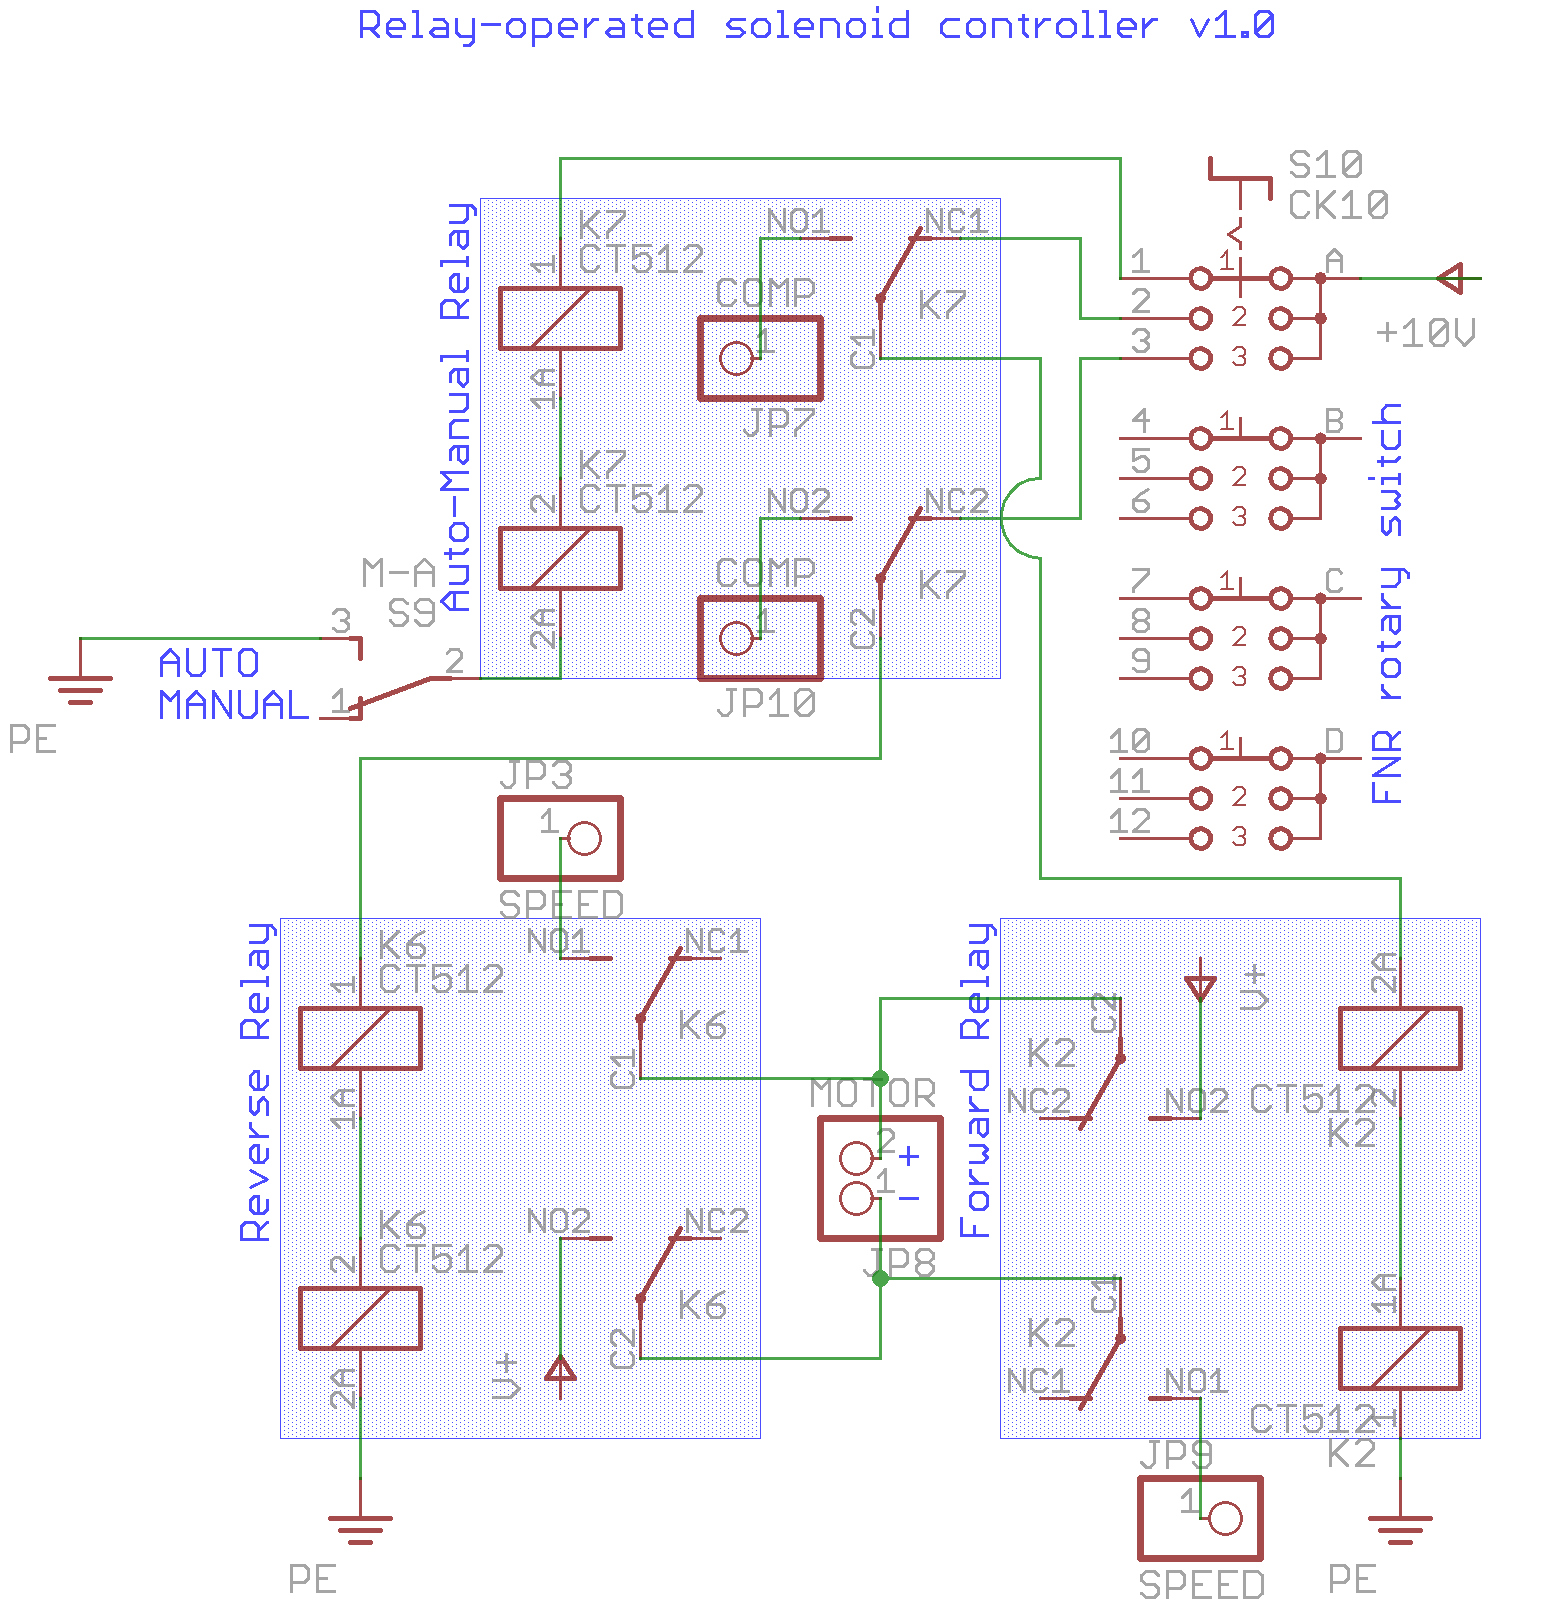 Relay-operated solenoid controller v1.0
S10
CK10
+10V
1
2
3
1
2
3
A
4
5
6
1
2
3
B
7
8
9
1
2
3
C
10
11
12
1
2
3
D
FNR rotary switch
Auto-Manual Relay
K7
CT512
1
1A
K7
CT512
2
2A
NO1
NC1
COMP
1
JP7
K7
C1
NO2
NC2
COMP
1
JP10
K7
C2
M-A
S9
3
2
1
AUTO
MANUAL
PE
JP3
1
SPEED
Reverse Relay
K6
CT512
1
1A
K6
CT512
2
2A
NO1
NC1
K6
C1
NO2
NC2
K6
C2
V+
PE
MOTOR
2
+
1
-
JP8
Forward Relay
C2
K2
NC2
NO2
V+
2A
2
CT512
K2
C1
K2
NC1
NO1
1A
1
CT512
K2
JP9
1
SPEED
PE